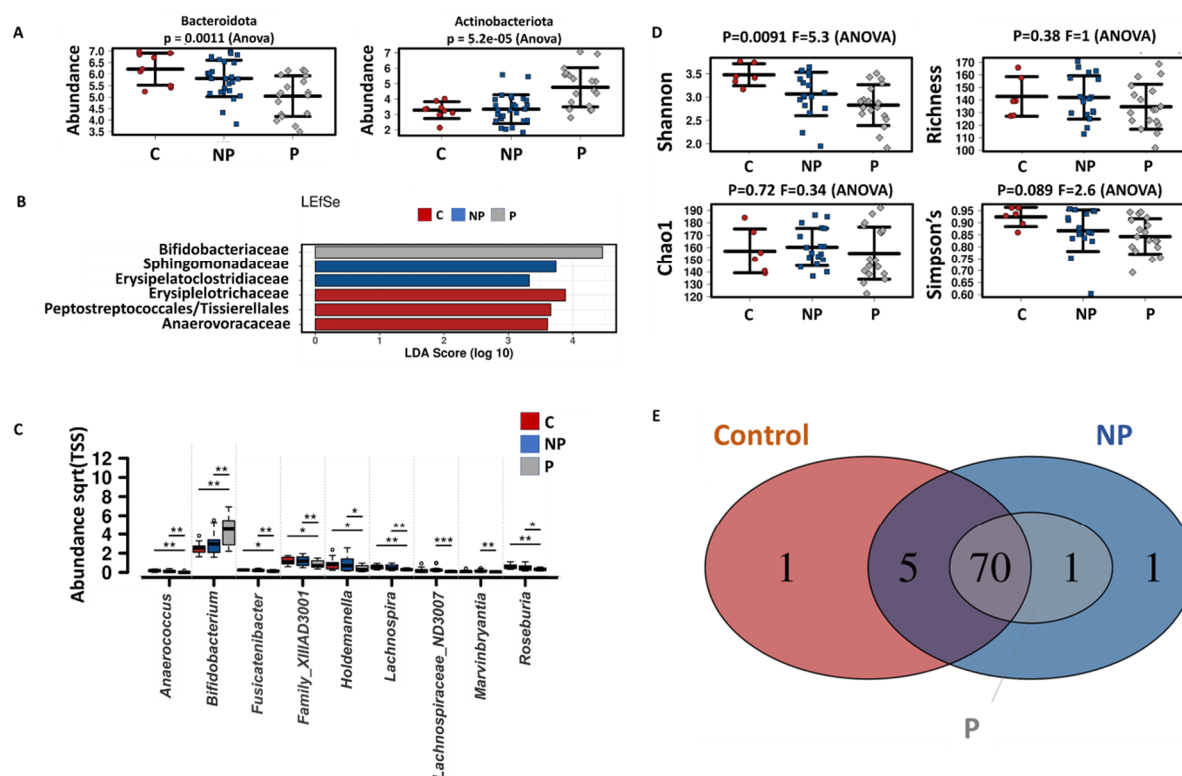 A
Bacteroidota
p = 0.0011 (Anova)
Abundance
7.0
6.5
6.0
5.5
5.0
4.5
4.0
3.5
C NP P
Actinobacteriota
p = 5.2e-05 (Anova)
Abundance
7
6
5
4
3
2
C NP P
B
LEfSe
C NP P
Bifidobacteriaceae
Sphingomonadaceae
Erysipelatoclostridiaceae
Erysiplelotrichaceae
Peptostreptococcales/Tissierellales
Anaerovoracaceae
0 1 2 3 4
LDA Score (log 10)
C
C
NP
P
Abundance sqrt(TSS)
12
10
8
6
4
2
0
** ** ** ** * ** * ** * * ** ** *** ** ** *
Anaerococcus
Bifidobacterium
Fusicatenibacter
Family_XIIIAD3001
Holdemanella
Lachnospira
Lachnospiraceae_ND3007
Marvinbryantia
Roseburia
D
P=0.0091 F=5.3 (ANOVA)
Shannon
3.5
3.0
2.5
2.0
C NP P
P=0.38 F=1 (ANOVA)
Richness
170
160
150
140
130
120
110
100
C NP P
P=0.72 F=0.34 (ANOVA)
Chao1
190
180
170
160
150
140
130
120
C NP P
P=0.089 F=2.6 (ANOVA)
Simpson's
0.95
0.90
0.85
0.80
0.75
0.70
0.65
0.60
C NP P
E
Control NP
1 5 70 1 1
P